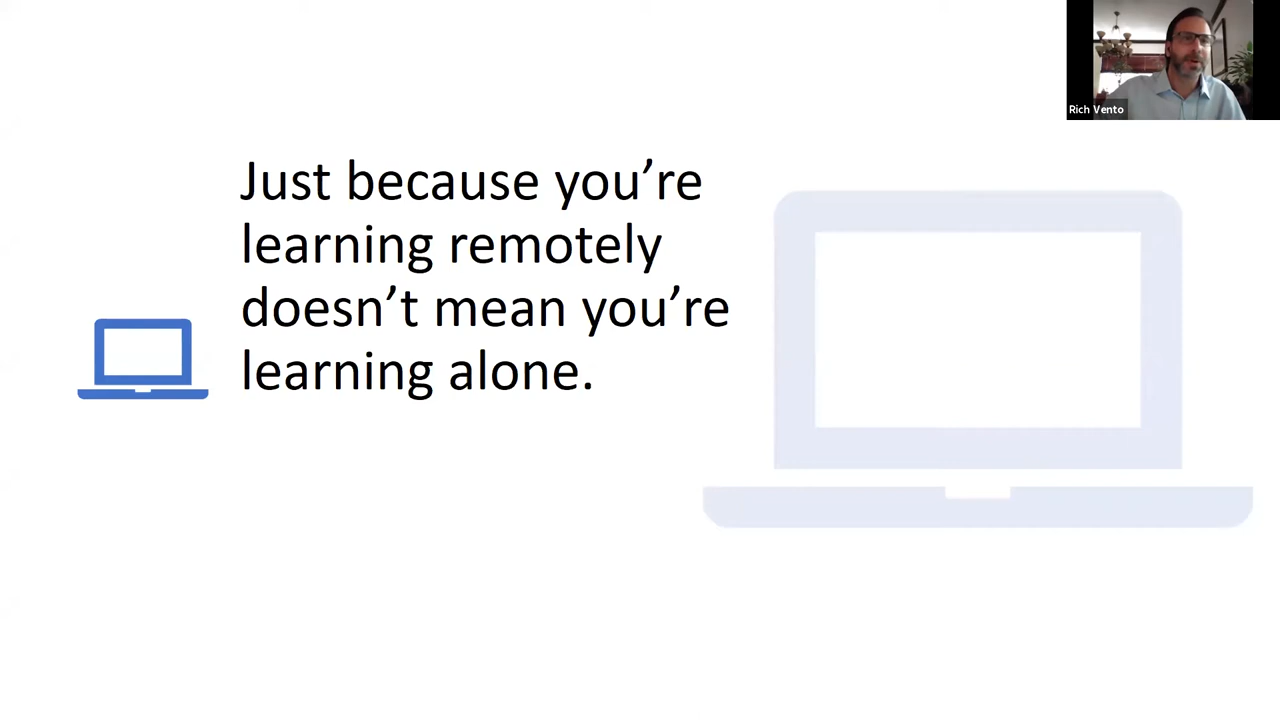 Rich Vento
Just because you’re
learning remotely
doesn’t mean you’re
learning alone.